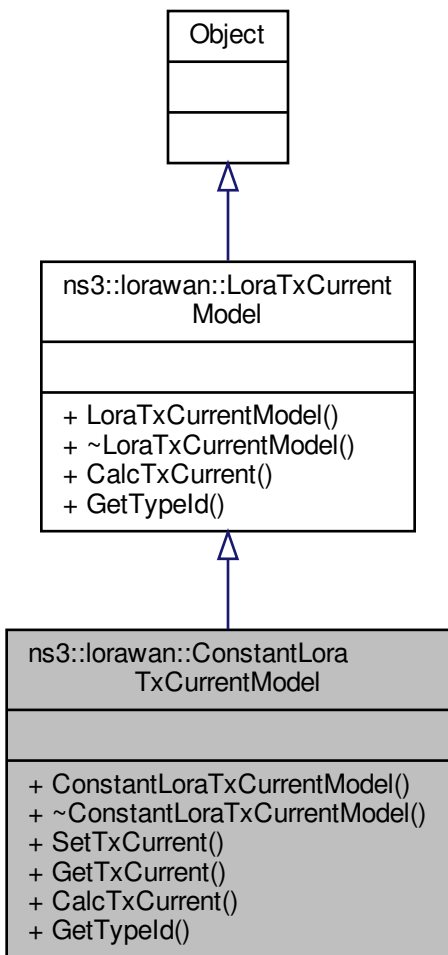 Object
ns3::lorawan::LoraTxCurrent
Model
+ LoraTxCurrentModel()
+ ~LoraTxCurrentModel()
+ CalcTxCurrent()
+ GetTypeId()
ns3::lorawan::ConstantLora
TxCurrentModel
+ ConstantLoraTxCurrentModel()
+ ~ConstantLoraTxCurrentModel()
+ SetTxCurrent()
+ GetTxCurrent()
+ CalcTxCurrent()
+ GetTypeId()